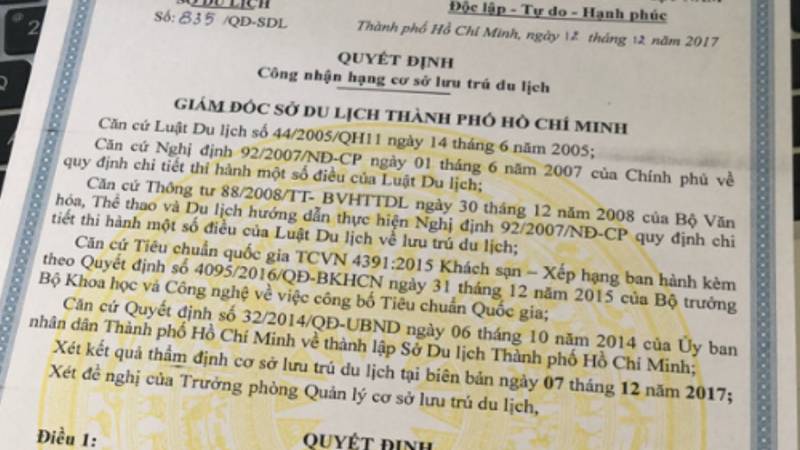 SỞ DU LỊCH
Độc lập - Tự do - Hạnh phúc
Số: 835 /QĐ-SDL
Thành phố Hồ Chí Minh, ngày 12 tháng 12 năm 2017
QUYẾT ĐỊNH
Công nhận hạng cơ sở lưu trú du lịch
GIÁM ĐỐC SỞ DU LỊCH THÀNH PHỐ HỒ CHÍ MINH
Căn cứ Luật Du lịch số 44/2005/QH11 ngày 14 tháng 6 năm 2005;
Căn cứ Nghị định 92/2007/NĐ-CP ngày 01 tháng 6 năm 2007 của Chính phủ về
quy định chi tiết thi hành một số điều của Luật Du lịch;
Căn cứ Thông tư 88/2008/TT- BVHTTDL ngày 30 tháng 12 năm 2008 của Bộ Văn
hóa, Thể thao và Du lịch hướng dẫn thực hiện Nghị định 92/2007/NĐ-CP quy định chi
tiết thi hành một số điều của Luật Du lịch về lưu trú du lịch;
Căn cứ Tiêu chuẩn quốc gia TCVN 4391:2015 Khách sạn – Xếp hạng ban hành kèm
theo Quyết định số 4095/2016/QĐ-BKHCN ngày 31 tháng 12 năm 2015 của Bộ trưởng
Bộ Khoa học và Công nghệ về việc công bố Tiêu chuẩn Quốc gia;
Căn cứ Quyết định số 32/2014/QĐ-UBND ngày 06 tháng 10 năm 2014 của Ủy ban
nhân dân Thành phố Hồ Chí Minh về thành lập Sở Du lịch Thành phố Hồ Chí Minh;
Xét kết quả thẩm định cơ sở lưu trú du lịch tại biên bản ngày 07 tháng 12 năm 2017;
Xét đề nghị của Trưởng phòng Quản lý cơ sở lưu trú du lịch,
QUYẾT ĐỊNH
Điều 1: